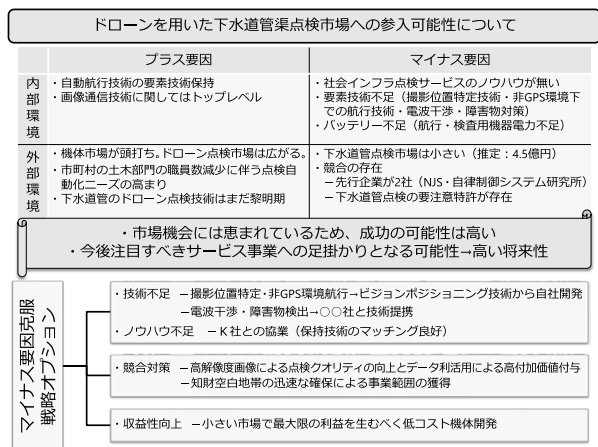 ドローンを用いた下水道管渠点検市場への参入可能性について
プラス要因
マイナス要因
内部環境
・自動航行技術の要素技術保持
・画像通信技術に関してはトップレベル
・社会インフラ点検サービスのノウハウが無い
・要素技術不足（撮影位置特定技術・非GPS環境下
での航行技術・電波干渉・障害物対策）
・バッテリー不足（航行・検査用機器電力不足）
外部環境
・機体市場が頭打ち。ドローン点検市場は広がる。
・市町村の土木部門の職員数減少に伴う点検自
動化ニーズの高まり
・下水道管のドローン点検技術はまだ黎明期
・下水道管点検市場は小さい（推定：4.5億円）
・競合の存在
－先行企業が2社（NJS・自律制御システム研究所）
－下水道管点検の要注意特許が存在
・市場機会には恵まれているため、成功の可能性は高い
・今後注目すべきサービス事業への足掛かりとなる可能性→高い将来性
マイナス要因克服
戦略オプション
・技術不足 －撮影位置特定・非GPS環境航行→ビジョンポジショニング技術から自社開発
－電波干渉・障害物検出→○○社と技術提携
・ノウハウ不足 －K社との協業（保持技術のマッチング良好）
・競合対策 －高解像度画像による点検クオリティの向上とデータ利活用による高付加価値付与
－知財空白地帯の迅速な確保による事業範囲の獲得
・収益性向上 －小さい市場で最大限の利益を生むべく低コスト機体開発